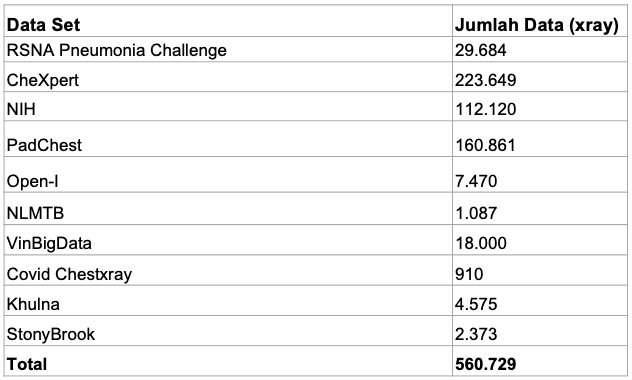 Data Set Jumlah Data (xray)
RSNA Pneumonia Challenge 29.684
CheXpert 223.649
NIH 112.120
PadChest 160.861
Open-I 7.470
NLMTB 1.087
VinBigData 18.000
Covid Chestxray 910
Khulna 4.575
StonyBrook 2.373
Total 560.729